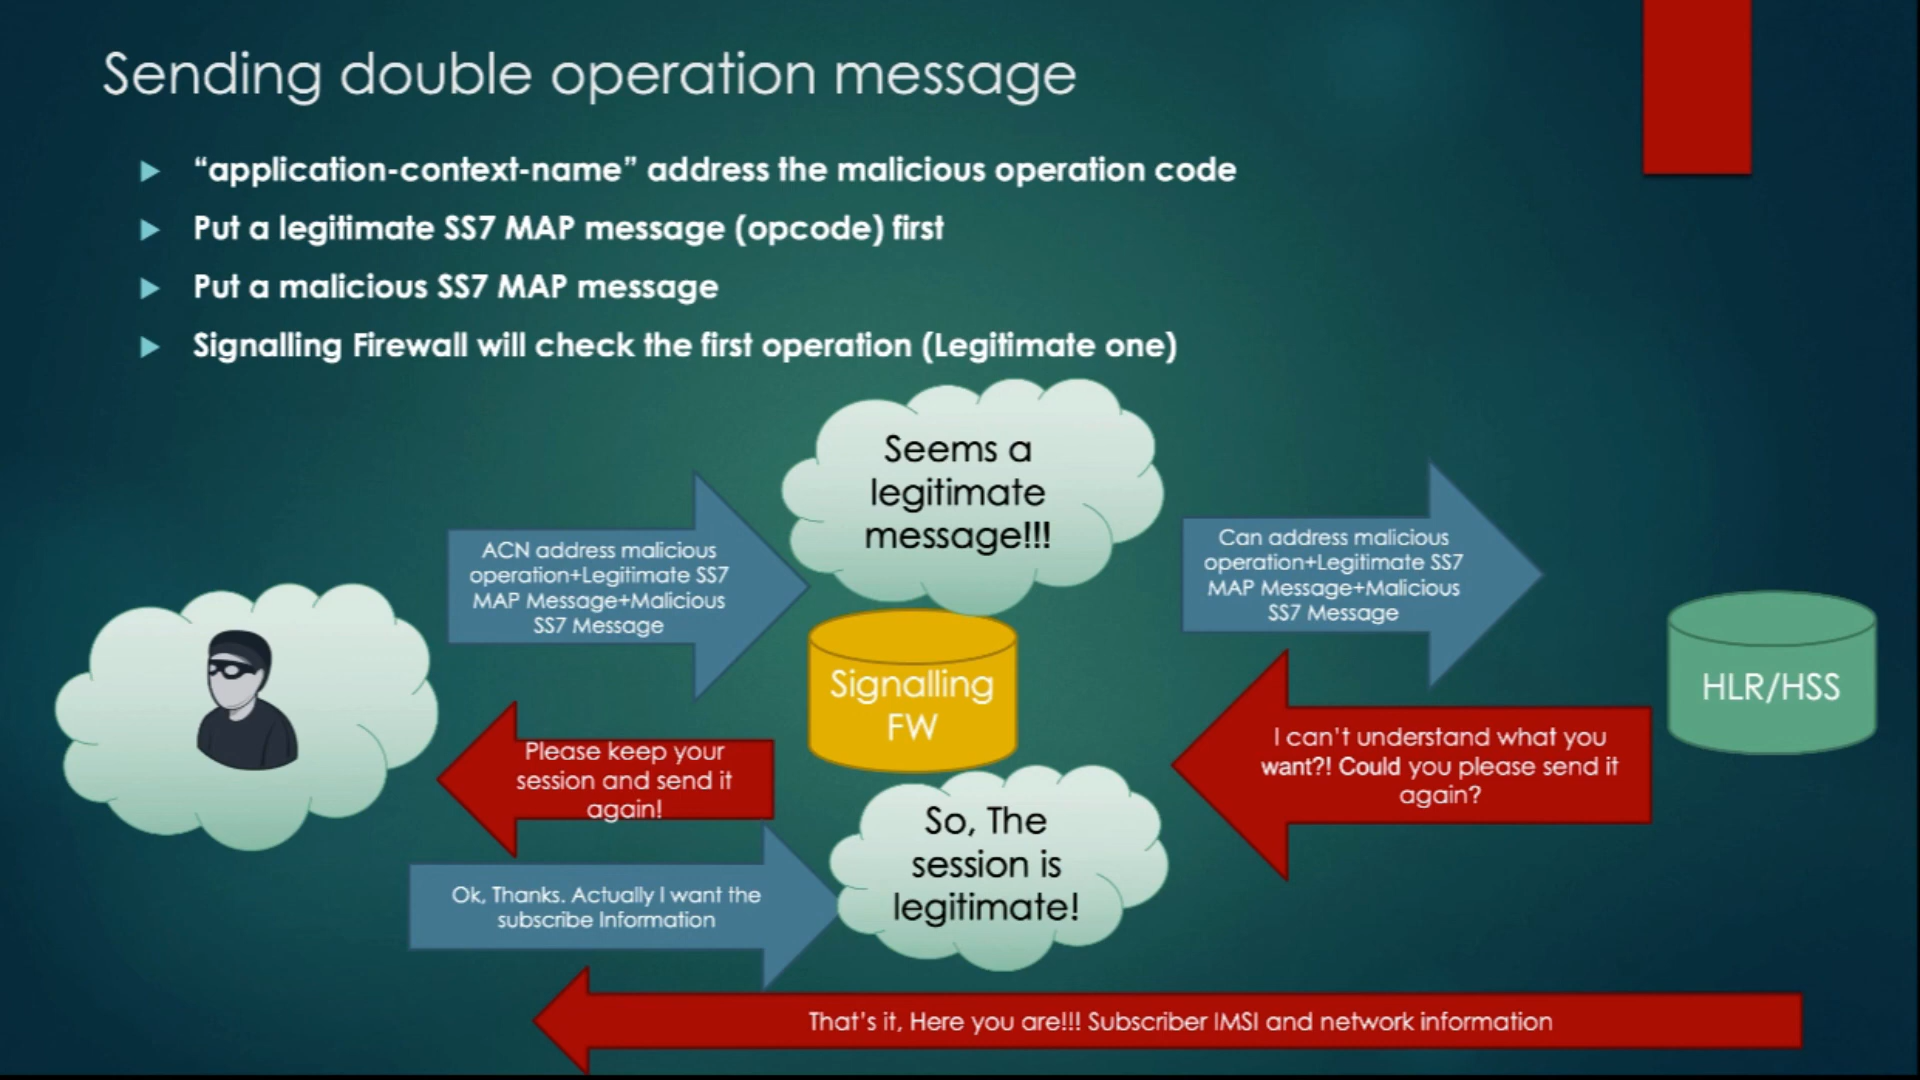 Sending double operation message
“application-context-name” address the malicious operation code
Put a legitimate SS7 MAP message (opcode) first
Put a malicious SS7 MAP message
Signalling Firewall will check the first operation (Legitimate one)
Seems a
legitimate
message!!!
ACN address malicious
operation+Legitimate SS7
MAP Message+Malicious
SS7 Message
Can address malicious
operation+Legitimate SS7
MAP Message+Malicious
SS7 Message
Signalling
FW
HLR/HSS
Please keep your
session and send it
again!
I can’t understand what you
want?! Could you please send it
again?
So, The
session is
legitimate!
Ok, Thanks. Actually I want the
subscribe Information
That’s it, Here you are!!! Subscriber IMSI and network information